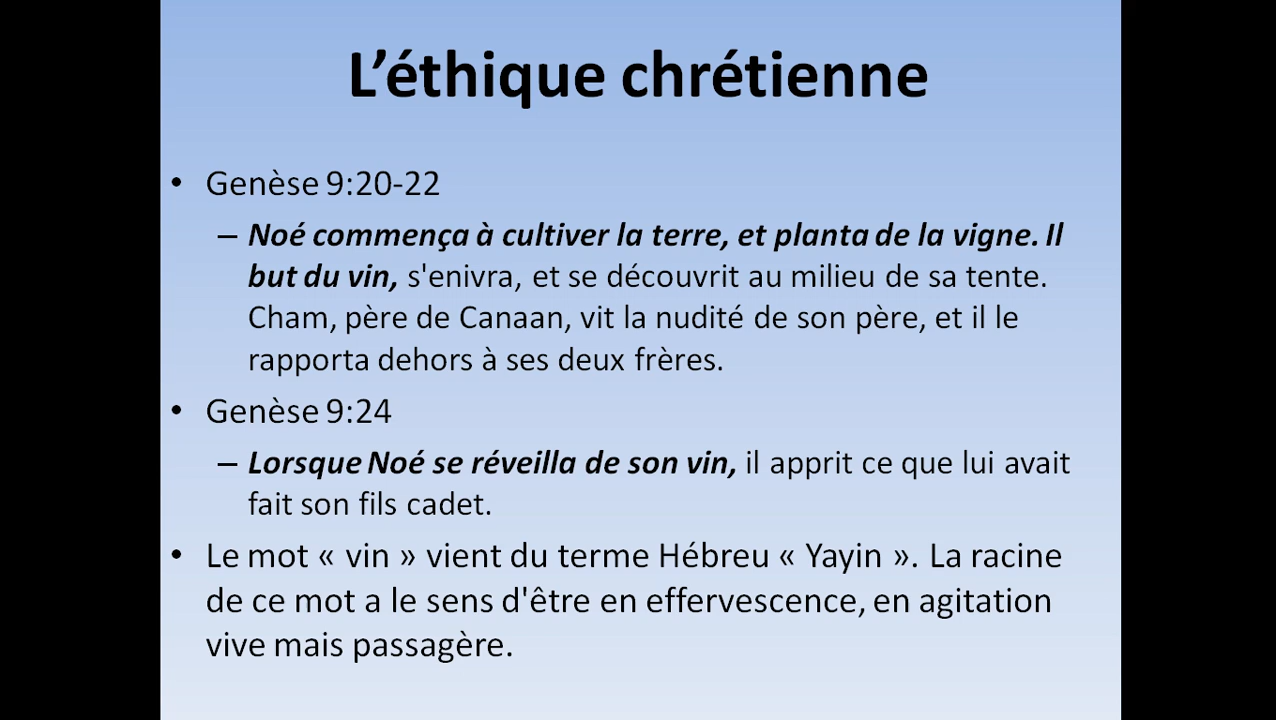 L’éthique chrétienne
• Genèse 9:20-22
– Noé commença à cultiver la terre, et planta de la vigne. Il
but du vin, s'enivra, et se découvrit au milieu de sa tente.
Cham, père de Canaan, vit la nudité de son père, et il le
rapporta dehors à ses deux frères.
• Genèse 9:24
– Lorsque Noé se réveilla de son vin, il apprit ce que lui avait
fait son fils cadet.
• Le mot « vin » vient du terme Hébreu « Yayin ». La racine
de ce mot a le sens d'être en effervescence, en agitation
vive mais passagère.